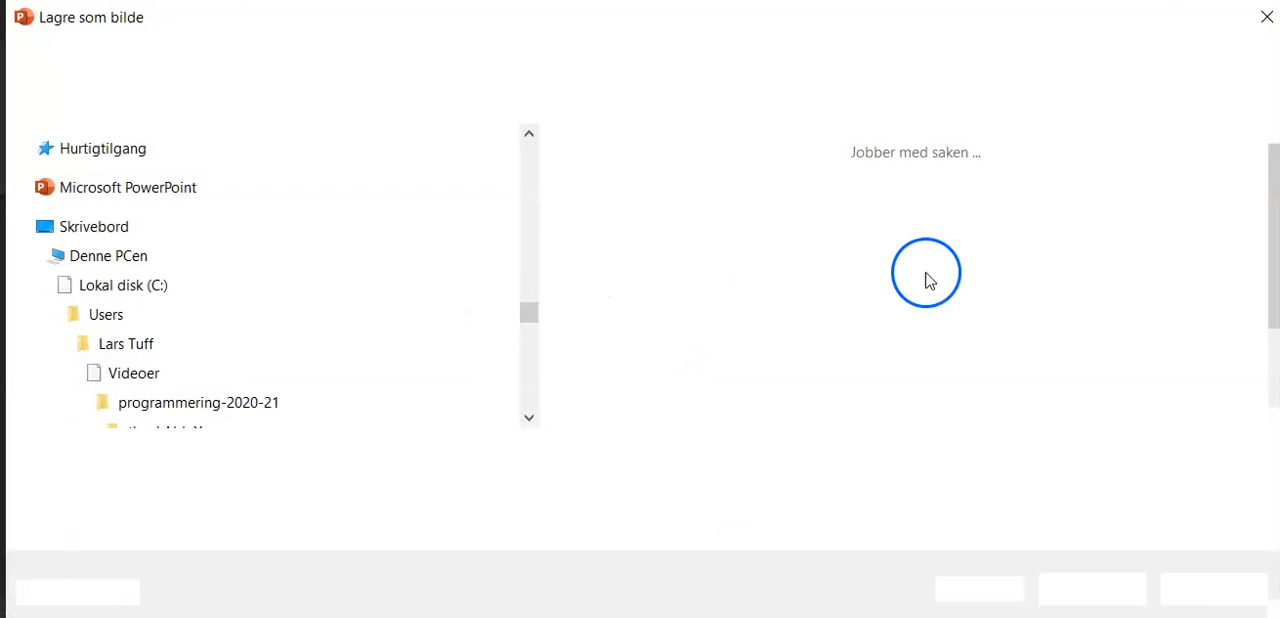 Lagre som bilde
Hurtigtilgang
Jobber med saken ...
Microsoft PowerPoint
Skrivebord
Denne PCen
Lokal disk (C:)
Users
Lars Tuff
Videoer
programmering-2020-21